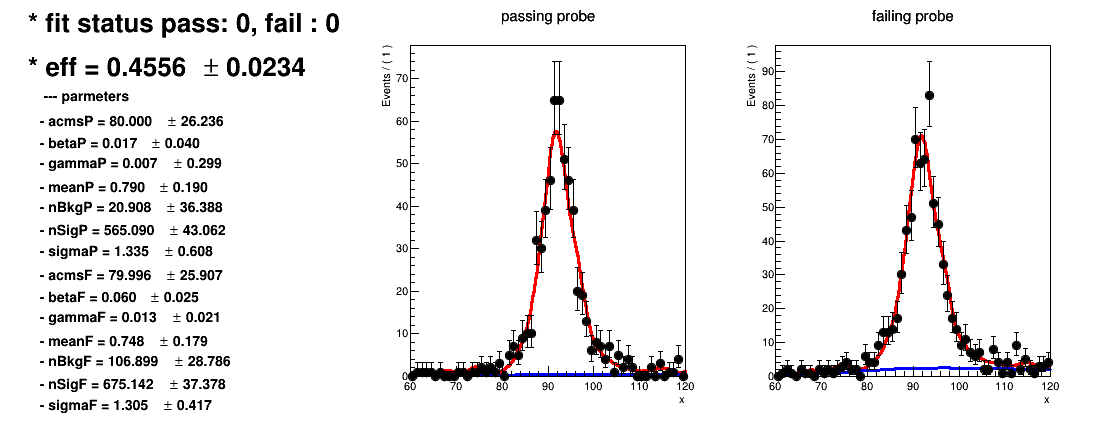 * fit status pass: 0, fail : 0
* eff = 0.4556 ± 0.0234
--- parmeters
- acmsP = 80.000 ± 26.236
- betaP = 0.017 ± 0.040
- gammaP = 0.007 ± 0.299
- meanP = 0.790 ± 0.190
- nBkgP = 20.908 ± 36.388
- nSigP = 565.090 ± 43.062
- sigmaP = 1.335 ± 0.608
- acmsF = 79.996 ± 25.907
- betaF = 0.060 ± 0.025
- gammaF = 0.013 ± 0.021
- meanF = 0.748 ± 0.179
- nBkgF = 106.899 ± 28.786
- nSigF = 675.142 ± 37.378
- sigmaF = 1.305 ± 0.417
passing probe
Events / ( 1 )
70
60
50
40
30
20
10
0
60 70 80 90 100 110 120
x
failing probe
Events / ( 1 )
90
80
70
60
50
40
30
20
10
0
60 70 80 90 100 110 120
x